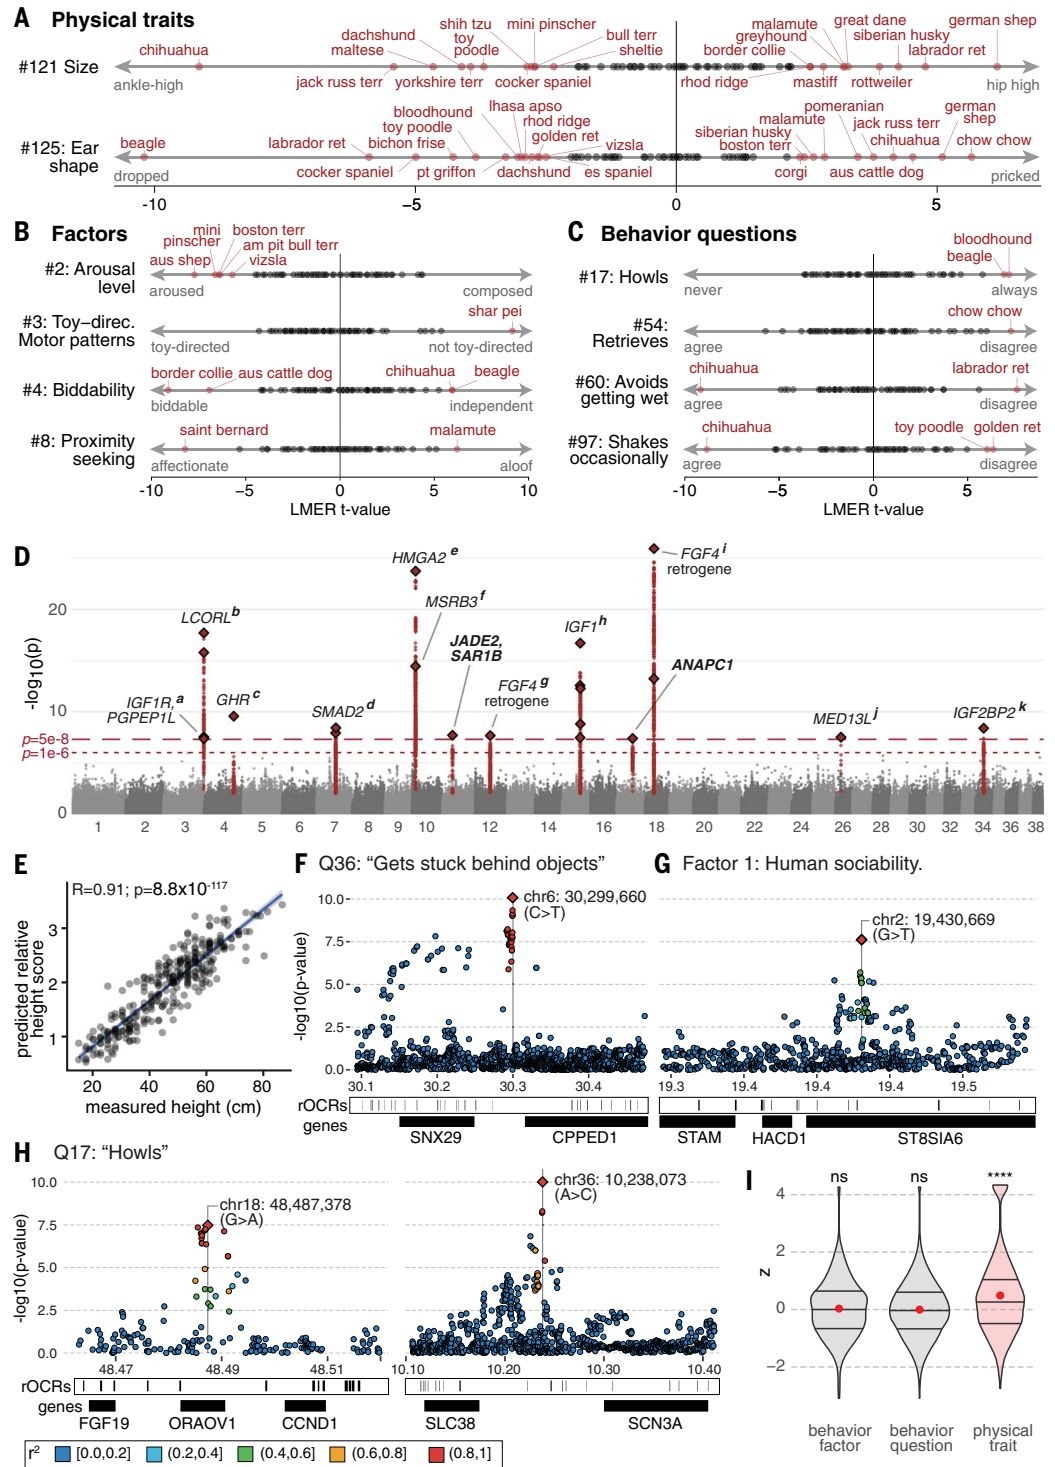 A Physical traits
shih tzu
mini pinscher
malamute
great dane
german shep
dachshund
toy
bull terr
greyhound
siberian husky
chihuahua
maltese
poodle
sheltie
border collie
labrador ret
#121 Size
ankle-high
jack russ terr
yorkshire terr
cocker spaniel
rhod ridge
mastiff
rottweiler
hip high
lhasa apso
pomeranian
german
bloodhound
rhod ridge
malamute
jack russ terr
shep
toy poodle
golden ret
siberian husky
#125: Ear
shape
beagle
labrador ret
bichon frise
vizsla
boston terr
chihuahua
chow chow
dropped
cocker spaniel
pt griffon
dachshund
es spaniel
corgi
aus cattle dog
pricked
-10
-5
0
5
B Factors
mini
boston terr
pinscher
am pit bull terr
aus shep
vizsla
#2: Arousal
level
aroused
composed
#3: Toy-direc.
Motor patterns
shar pei
toy-directed
not toy-directed
border collie
aus cattle dog
chihuahua
beagle
#4: Biddability
biddable
independent
#8: Proximity
seeking
saint bernard
malamute
affectionate
aloof
-10
-5
0
5
10
LMER t-value
C Behavior questions
bloodhound
beagle
#17: Howls
never
always
#54:
Retrieves
chow chow
agree
disagree
#60: Avoids
getting wet
chihuahua
labrador ret
agree
disagree
#97: Shakes
occasionally
chihuahua
toy poodle
golden ret
agree
disagree
-10
-5
0
5
LMER t-value
D
HMGA2 e
FGF4 i
retrogene
20
LCORL b
MSRB3 f
IGF1 h
JADE2,
SAR1B
ANAPC1
-log10(p)
IGF1R, a
PGPEP1L
GHR c
SMAD2 d
FGF4 g
retrogene
MED13L j
IGF2BP2 k
10
p=5e-8
p=1e-6
0
1 2 3 4 5 6 7 8 9 10 12 14 16 18 20 22 24 26 28 30 32 34 36 38
E
R=0.91; p=8.8x10-117
predicted relative
height score
3
2
1
20 40 60 80
measured height (cm)
F Q36: “Gets stuck behind objects”
chr6: 30,299,660
(C>T)
-log10(p-value)
10.0
7.5
5.0
2.5
0.0
30.1 30.2 30.3 30.4
rOCRs
genes
SNX29
CPPED1
G Factor 1: Human sociability.
chr2: 19,430,669
(G>T)
19.3 19.4 19.4 19.4 19.5
STAM
HACD1
ST8SIA6
H Q17: “Howls”
chr18: 48,487,378
(G>A)
chr36: 10,238,073
(A>C)
-log10(p-value)
10.0
7.5
5.0
2.5
0.0
48.47 48.49 48.51
10.10 10.20 10.30 10.40
rOCRs
genes
FGF19
ORAOV1
CCND1
SLC38
SCN3A
r2 [0.0,0.2] (0.2,0.4] (0.4,0.6] (0.6,0.8] (0.8,1]
I
ns
ns
****
z
4
2
0
−2
behavior
factor
behavior
question
physical
trait